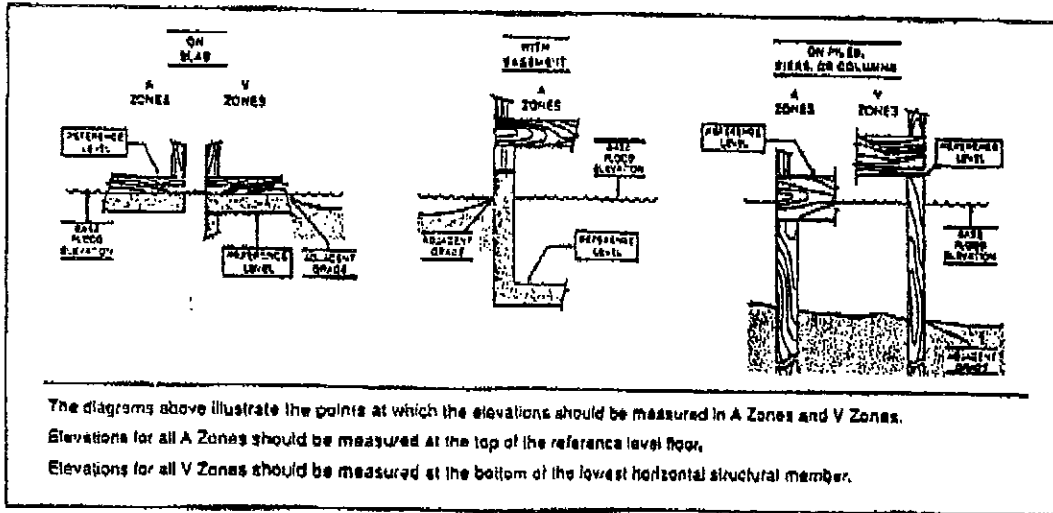 ON
SLAB
A
ZONES
V
ZONES
REFERENCE
LEVEL
BASE
FLOOD
ELEVATION
REFERENCE
LEVEL
ADJACENT
GRADE
WITH
BASEMENT
A
ZONES
BASE
FLOOD
ELEVATION
ADJACENT
GRADE
REFERENCE
LEVEL
ON PILES,
PIERS, OR COLUMNS
A
ZONES
V
ZONES
REFERENCE
LEVEL
REFERENCE
LEVEL
BASE
FLOOD
ELEVATION
ADJACENT
GRADE
The diagrams above illustrate the points at which the elevations should be measured in A Zones and V Zones.
Elevations for all A Zones should be measured at the top of the reference level floor.
Elevations for all V Zones should be measured at the bottom of the lowest horizontal structural member.